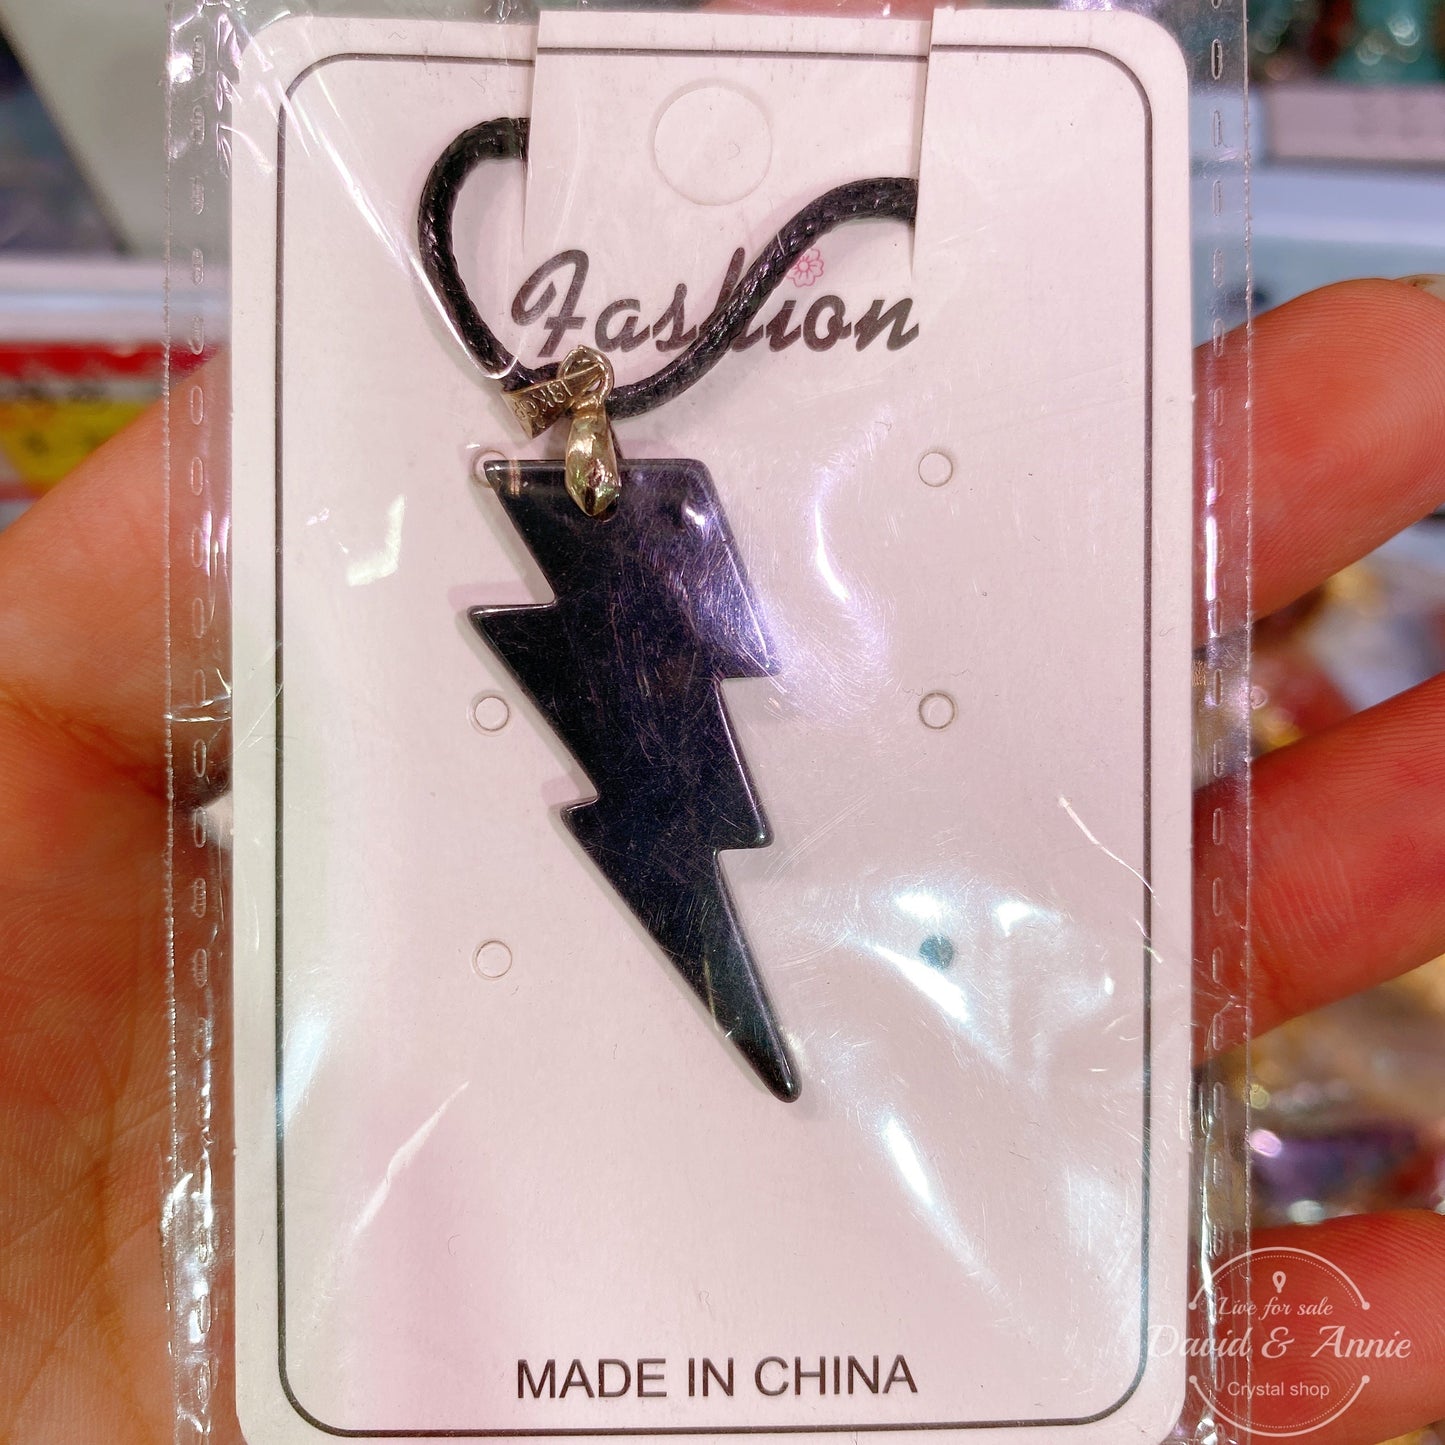 Fashion
MADE IN CHINA
Live for sale
David & Annie
Crystal shop